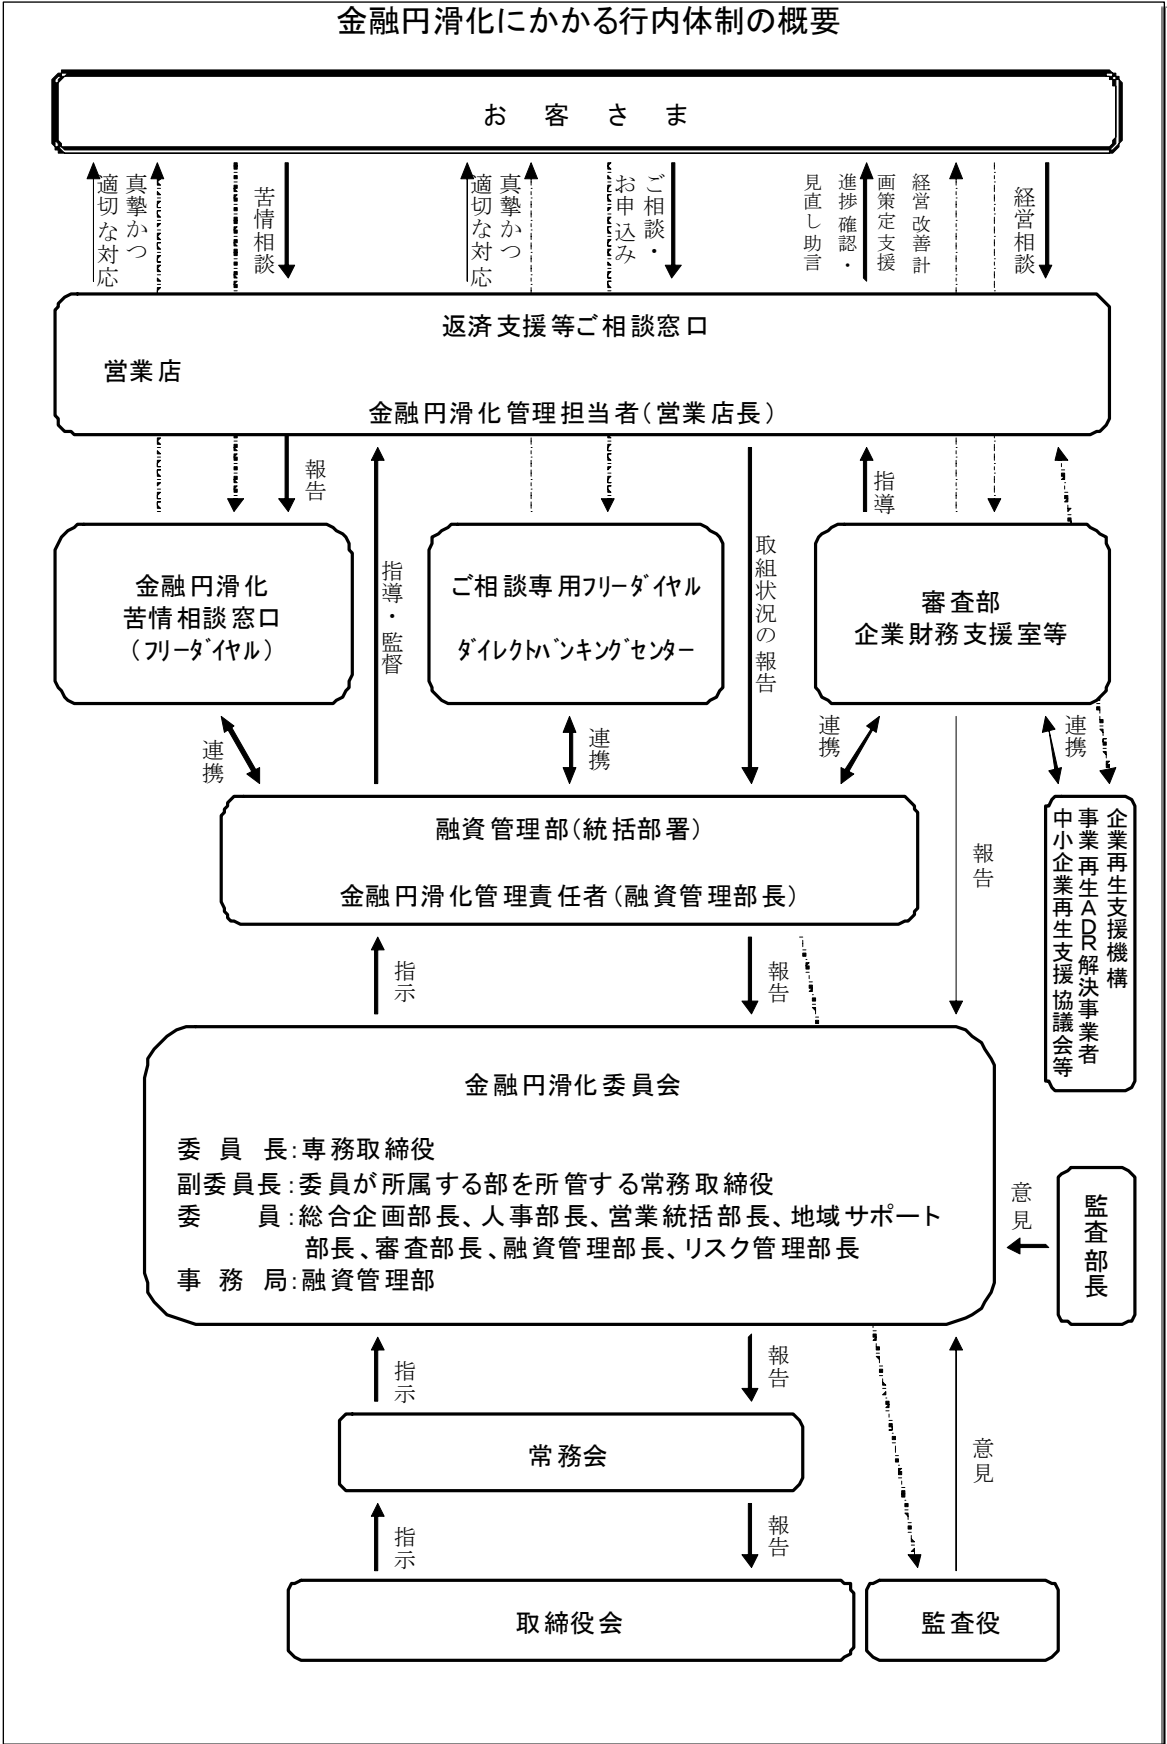 金融円滑化にかかる行内体制の概要
お客さま
真摯かつ
適切な対応
苦情相談
真摯かつ
適切な対応
ご相談・
お申込み
経営改善計
画策定支援
進捗確認・
見直し助言
経営相談
返済支援等ご相談窓口
営業店
金融円滑化管理担当者(営業店長)
報告
指導
金融円滑化
苦情相談窓口
(フリーダイヤル)
指導・監督
ご相談専用フリーダイヤル
ダイレクトバンキングセンター
取組状況の報告
審査部
企業財務支援室等
連携
連携
連携
連携
融資管理部(統括部署)
金融円滑化管理責任者(融資管理部長)
報告
企業再生支援機構
事業再生ADR解決事業者
中小企業再生支援協議会等
指示
報告
金融円滑化委員会
委員長:専務取締役
副委員長:委員が所属する部を所管する常務取締役
委員:総合企画部長、人事部長、営業統括部長、地域サポート
部長、審査部長、融資管理部長、リスク管理部長
事務局:融資管理部
意見
監査部長
指示
報告
常務会
意見
指示
報告
取締役会
監査役